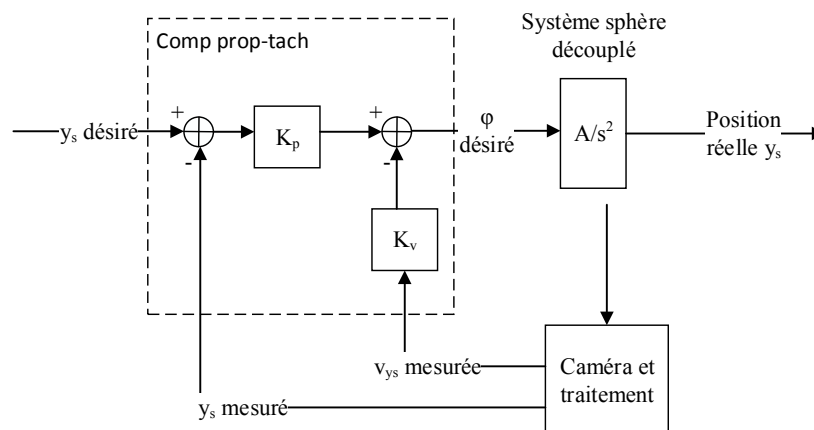 Système sphère
découplé
Comp prop-tach
+
+
y_s désiré
K_p
φ
désiré
A/s²
Position
réelle y_s
-
-
K_v
v_ys mesurée
Caméra et
traitement
y_s mesuré